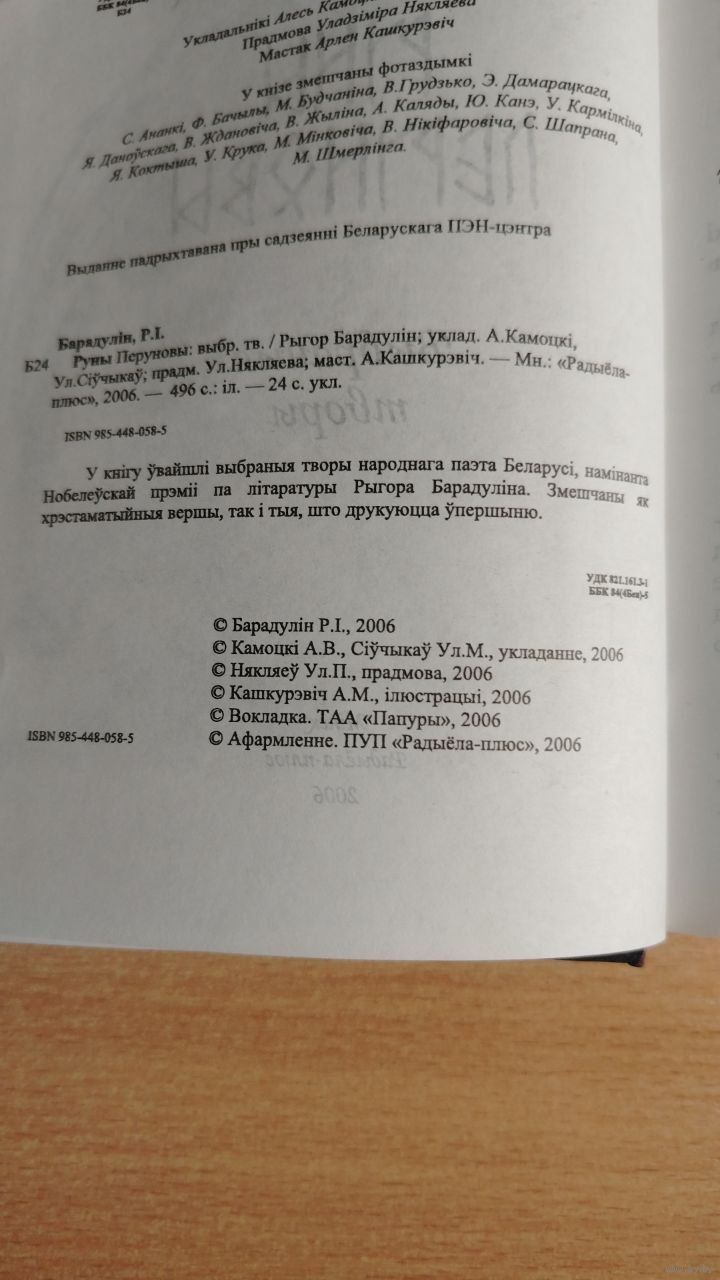 ББК 84(4Беи)
Б24
Укладальнікі Алесь
Прадмова Уладзіміра Някляева
Мастак Арлен Кашкурэвіч
У кнізе змешчаны фотаздымкі
С. Ананкі, Ф. Бачылы, М. Будчаніна, В.Грудзько, Э. Дамарацкага,
Я. Данаўскага, В. Ждановіча, В. Жыліна, А. Каляды, Ю. Канэ, У. Кармілкіна,
Я. Коктыша, У. Крука, М. Мінковіча, В. Нікіфаровіча, С. Шапрана,
М. Шмерлінга.
Выданне падрыхтавана пры садзеянні Беларускага ПЭН-цэнтра
Барадулін, Р.І.
Б24 Руны Перуновы: выбр. тв. / Рыгор Барадулін; уклад. А.Камоцкі,
Ул.Сіўчыкаў; прадм. Ул.Някляева; маст. А.Кашкурэвіч. — Мн.: «Радыёла-
плюс», 2006. — 496 с.: іл. — 24 с. укл.
ISBN 985-448-058-5
У кнігу ўвайшлі выбраныя творы народнага паэта Беларусі, намінанта
Нобелеўскай прэміі па літаратуры Рыгора Барадуліна. Змешчаны як
хрэстаматыйныя вершы, так і тыя, што друкуюцца ўпершыню.
УДК 821.161.3-1
ББК 84(4Беи)-5
© Барадулін Р.І., 2006
© Камоцкі А.В., Сіўчыкаў Ул.М., укладанне, 2006
© Някляеў Ул.П., прадмова, 2006
© Кашкурэвіч А.М., ілюстрацыі, 2006
© Вокладка. ТАА «Папуры», 2006
ISBN 985-448-058-5 © Афармленне. ПУП «Радыёла-плюс», 2006